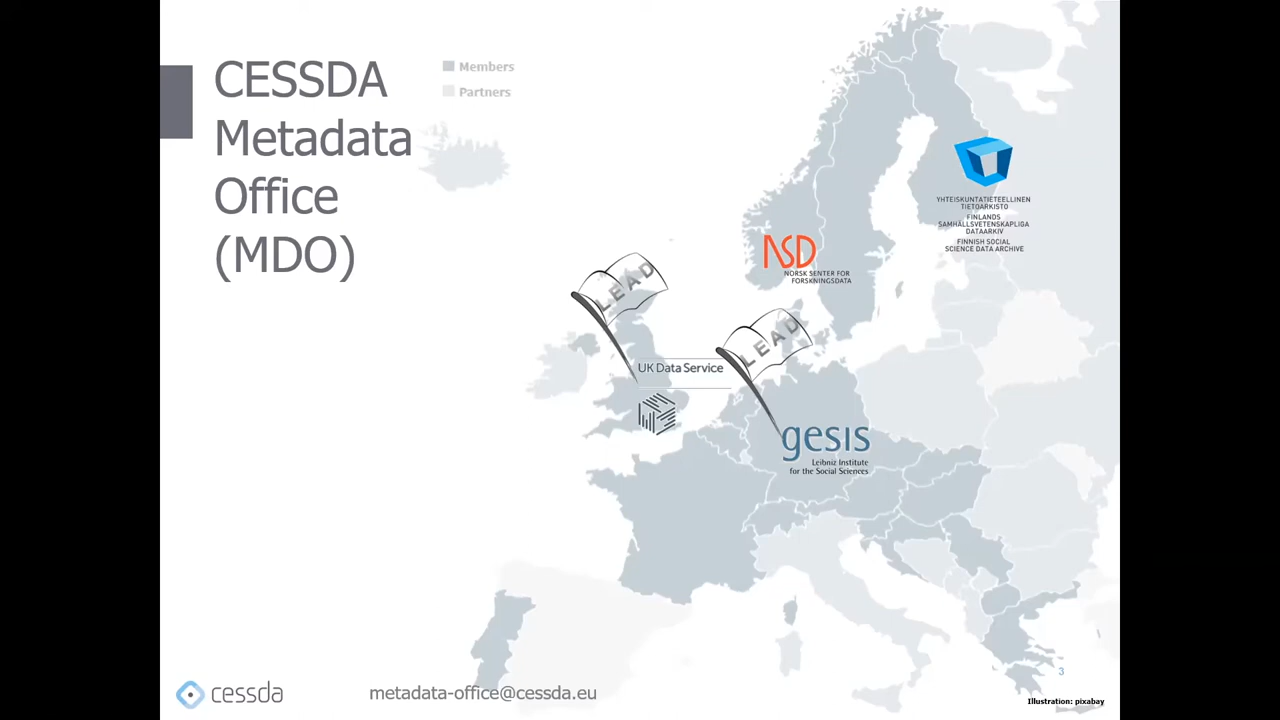 CESSDA
Metadata
Office
(MDO)
Members
Partners
YHTEISKUNTATIETEELLINEN
TIETOARKISTO
FINLANDS
SAMHÄLLSVETENSKAPLIGA
DATAARKIV
FINNISH SOCIAL
SCIENCE DATA ARCHIVE
NSD
NORSK SENTER FOR
FORSKNINGSDATA
LEAD
LEAD
UK Data Service
gesis
Leibniz Institute
for the Social Sciences
3
cessda
metadata-office@cessda.eu
Illustration: pixabay